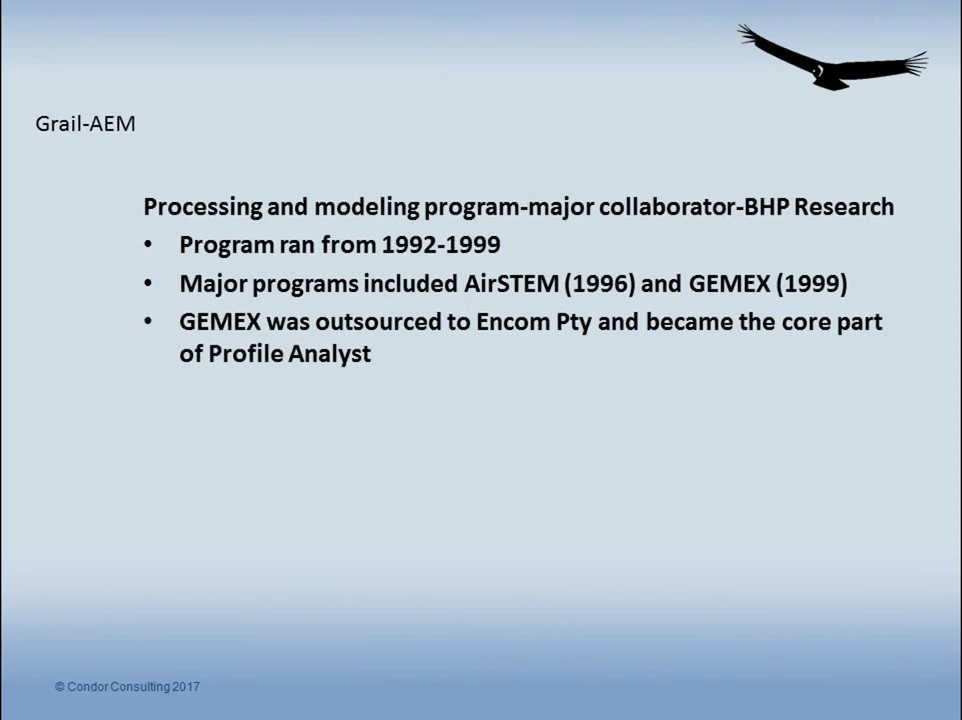 Grail-AEM
Processing and modeling program-major collaborator-BHP Research
• Program ran from 1992-1999
• Major programs included AirSTEM (1996) and GEMEX (1999)
• GEMEX was outsourced to Encom Pty and became the core part
of Profile Analyst
© Condor Consulting 2017